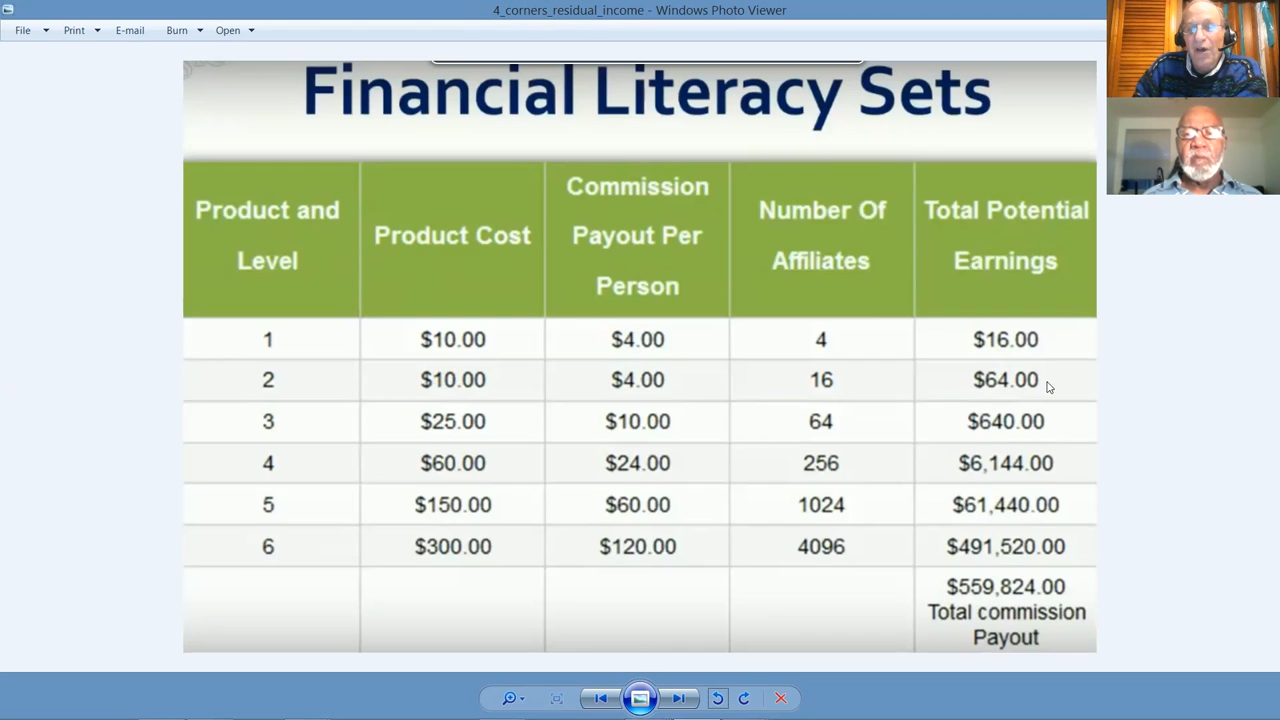 4_corners_residual_income - Windows Photo Viewer
File Print E-mail Burn Open
Financial Literacy Sets
Product and Level Product Cost Commission Payout Per Person Number Of Affiliates Total Potential Earnings
1 $10.00 $4.00 4 $16.00
2 $10.00 $4.00 16 $64.00
3 $25.00 $10.00 64 $640.00
4 $60.00 $24.00 256 $6,144.00
5 $150.00 $60.00 1024 $61,440.00
6 $300.00 $120.00 4096 $491,520.00
$559,824.00
Total commission
Payout